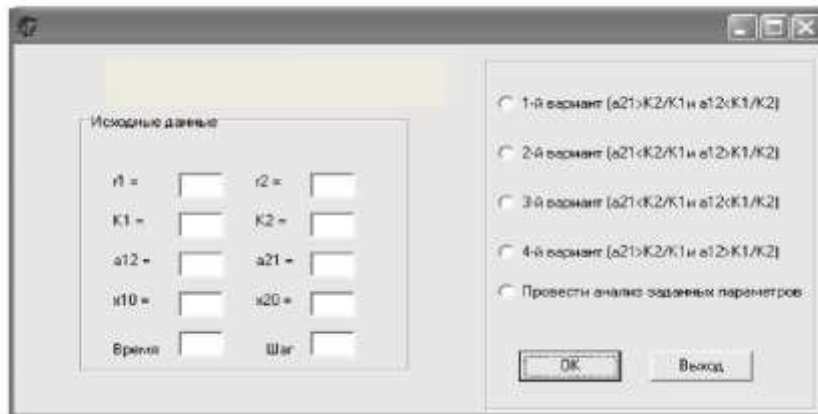 Исходные данные
r1 =
r2 =
K1 =
K2 =
a12 =
a21 =
x10 =
x20 =
Время
Шаг
1-й вариант (a21>K2/K1 и a12<K1/K2)
2-й вариант (a21<K2/K1 и a12>K1/K2)
3-й вариант (a21<K2/K1 и a12<K1/K2)
4-й вариант (a21>K2/K1 и a12>K1/K2)
Провести анализ заданных параметров
OK
Выход